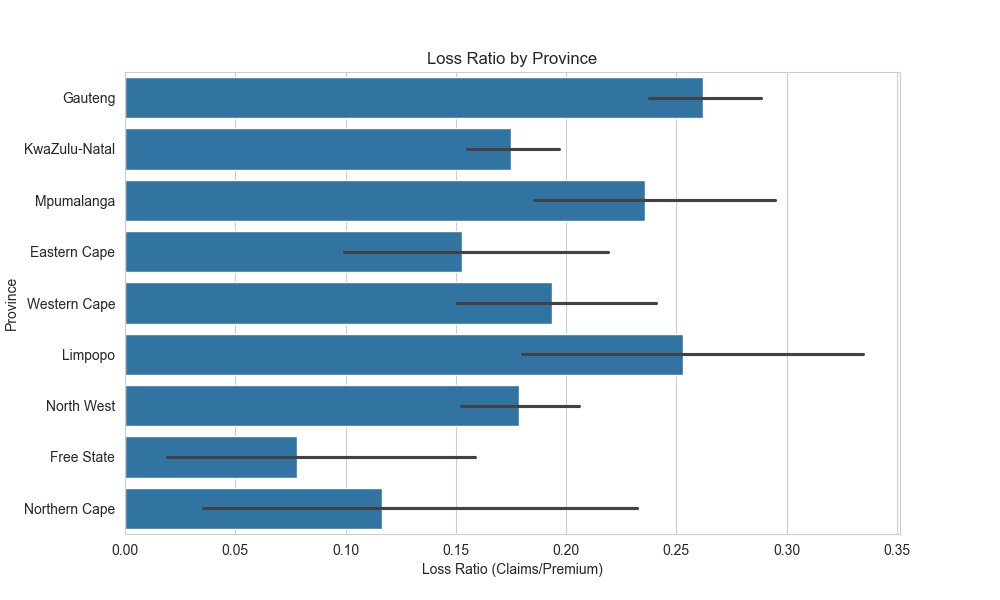 Loss Ratio by Province
Province
Gauteng
KwaZulu-Natal
Mpumalanga
Eastern Cape
Western Cape
Limpopo
North West
Free State
Northern Cape
0.00 0.05 0.10 0.15 0.20 0.25 0.30 0.35
Loss Ratio (Claims/Premium)